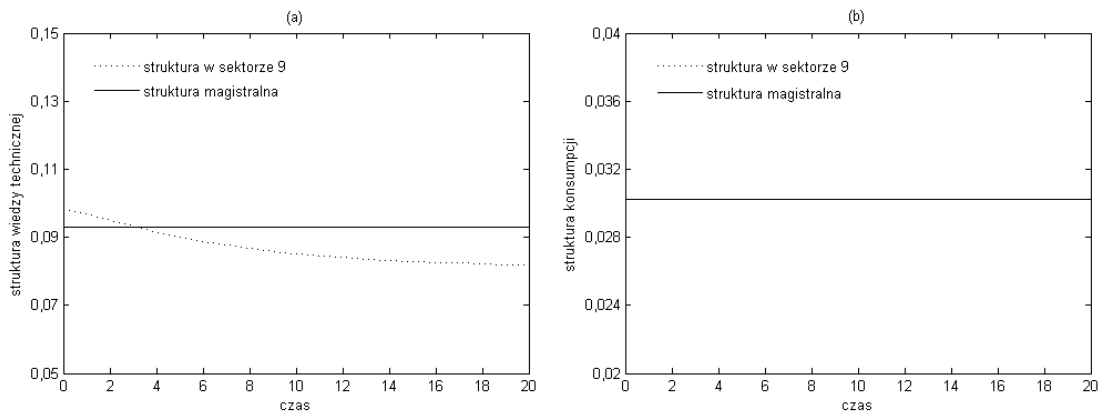 (a)
0,15
0,13
0,11
0,09
0,07
0,05
struktura wiedzy technicznej
struktura w sektorze 9
struktura magistralna
0 2 4 6 8 10 12 14 16 18 20
czas
(b)
0,04
0,036
0,032
0,028
0,024
0,02
struktura konsumpcji
struktura w sektorze 9
struktura magistralna
0 2 4 6 8 10 12 14 16 18 20
czas